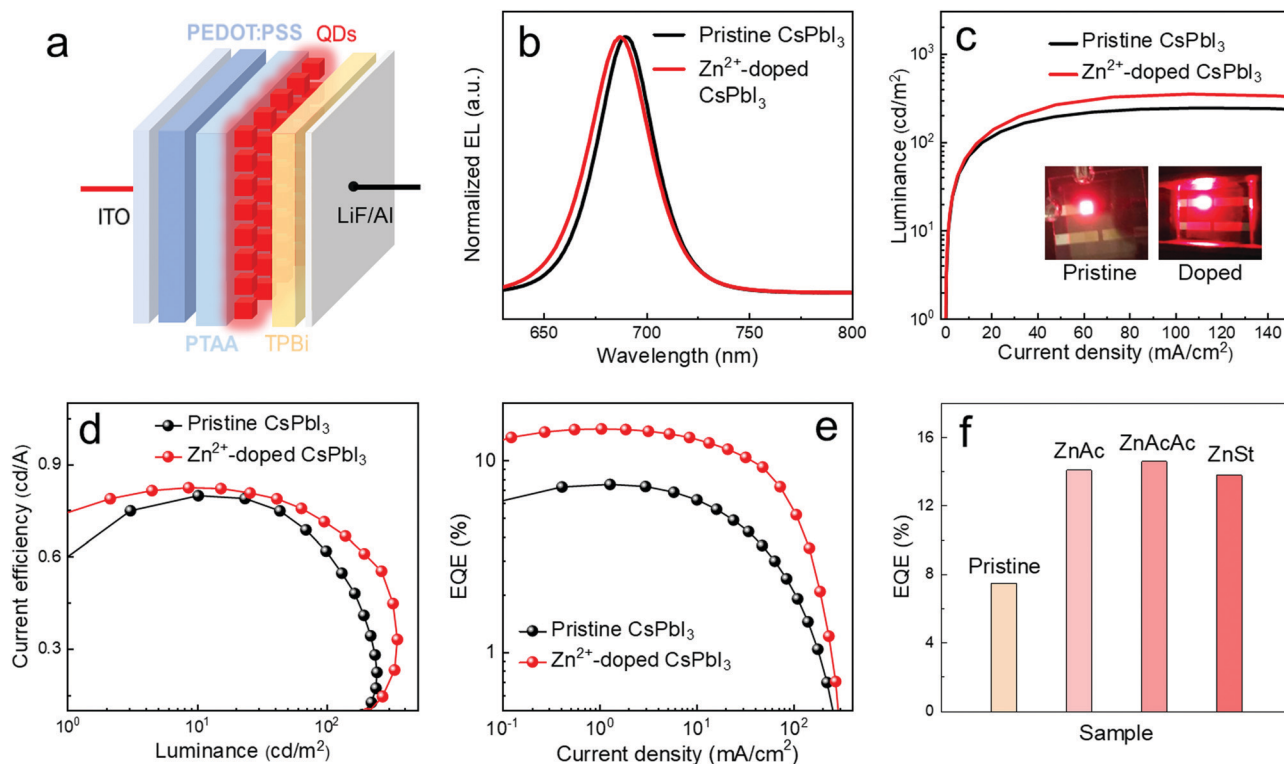 a
PEDOT:PSS
QDs
ITO
LiF/Al
PTAA
TPBi
b
Pristine CsPbI₃
Zn²⁺-doped
CsPbI₃
Normalized EL (a.u.)
650
700
750
800
Wavelength (nm)
c
Pristine CsPbI₃
Zn²⁺-doped CsPbI₃
Luminance (cd/m²)
10³
10²
10¹
10⁰
Pristine
Doped
0
20
40
60
80
100
120
140
Current density (mA/cm²)
d
Pristine CsPbI₃
Zn²⁺-doped CsPbI₃
Current efficiency (cd/A)
0.9
0.6
0.3
10⁰
10¹
10²
Luminance (cd/m²)
e
EQE (%)
10
1
Pristine CsPbI₃
Zn²⁺-doped CsPbI₃
10⁻¹
10⁰
10¹
10²
Current density (mA/cm²)
f
EQE (%)
16
12
8
4
0
Pristine
ZnAc
ZnAcAc
ZnSt
Sample